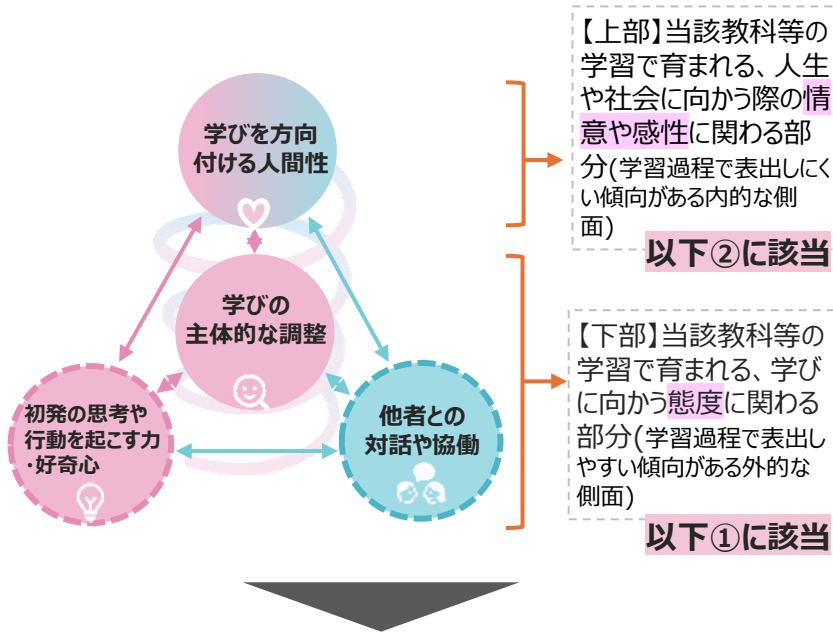 学びを方向
付ける人間性
学びの
主体的な調整
初発の思考や
行動を起こす力
・好奇心
他者との
対話や協働
【上部】当該教科等の
学習で育まれる、人生
や社会に向かう際の情
意や感性に関わる部
分(学習過程で表出しにく
い傾向がある内的な側
面)
以下②に該当
【下部】当該教科等の
学習で育まれる、学び
に向かう態度に関わる
部分(学習過程で表出し
やすい傾向がある外的な
側面)
以下①に該当